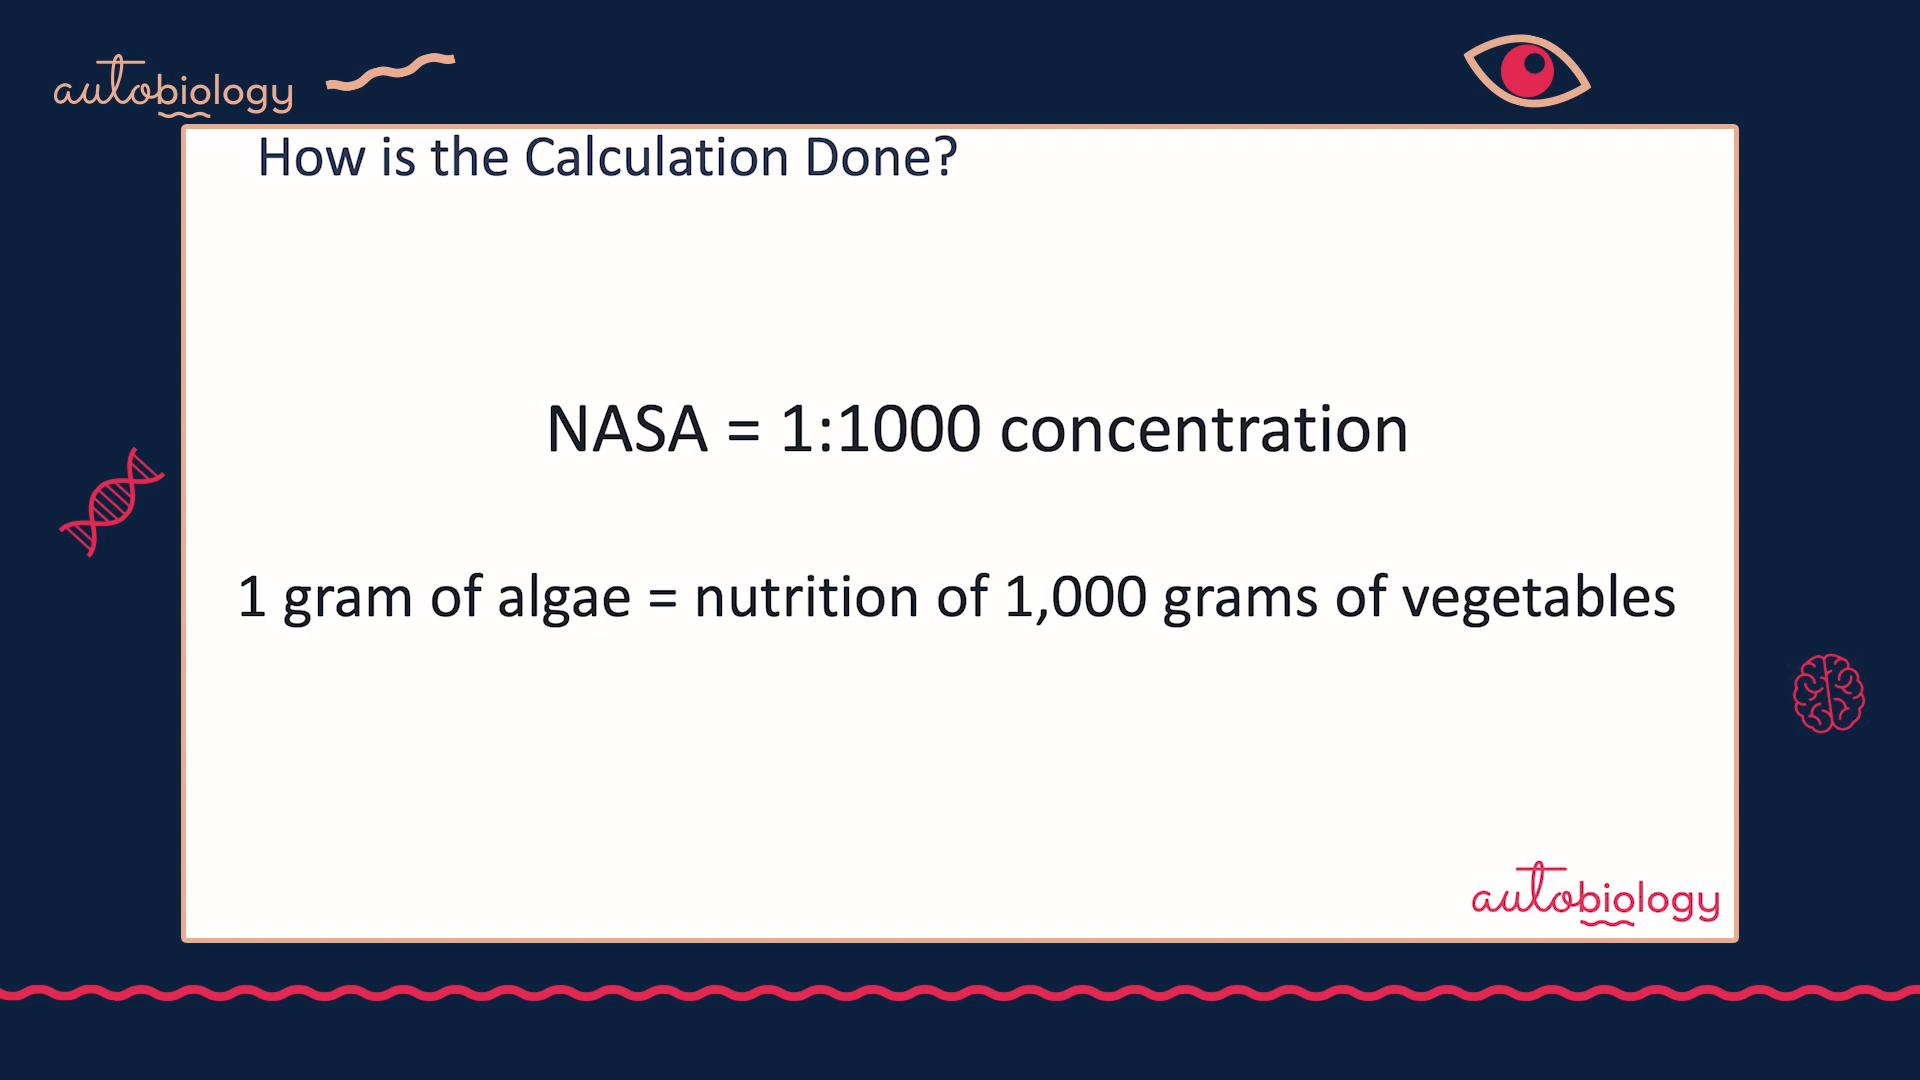 autobiology
How is the Calculation Done?
NASA = 1:1000 concentration
1 gram of algae = nutrition of 1,000 grams of vegetables
autobiology